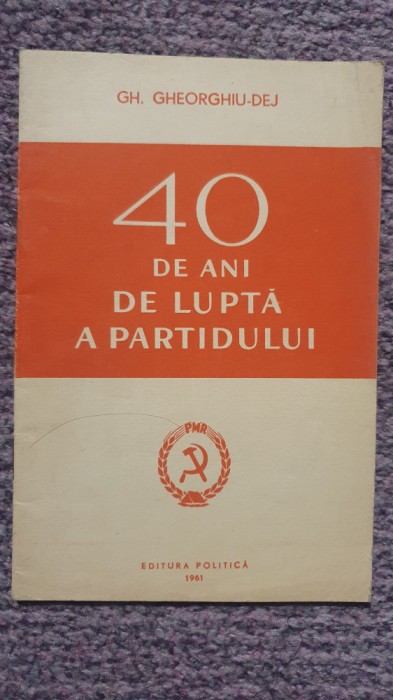 GH. GHEORGHIU-DEJ
40
DE ANI
DE LUPTĂ
A PARTIDULUI
PMR
EDITURA POLITICĂ
1961